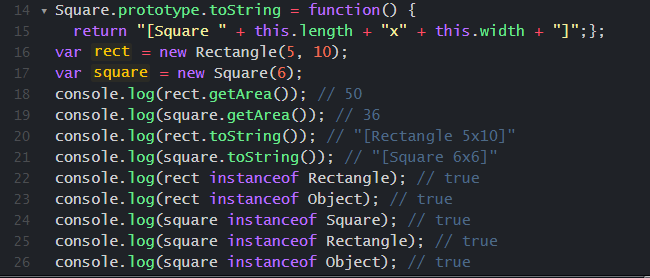 14 ▾ Square.prototype.toString = function() {
15 return "[Square " + this.length + "x" + this.width + "]";};
16 var rect = new Rectangle(5, 10);
17 var square = new Square(6);
18 console.log(rect.getArea()); // 50
19 console.log(square.getArea()); // 36
20 console.log(rect.toString()); // "[Rectangle 5x10]"
21 console.log(square.toString()); // "[Square 6x6]"
22 console.log(rect instanceof Rectangle); // true
23 console.log(rect instanceof Object); // true
24 console.log(square instanceof Square); // true
25 console.log(square instanceof Rectangle); // true
26 console.log(square instanceof Object); // true